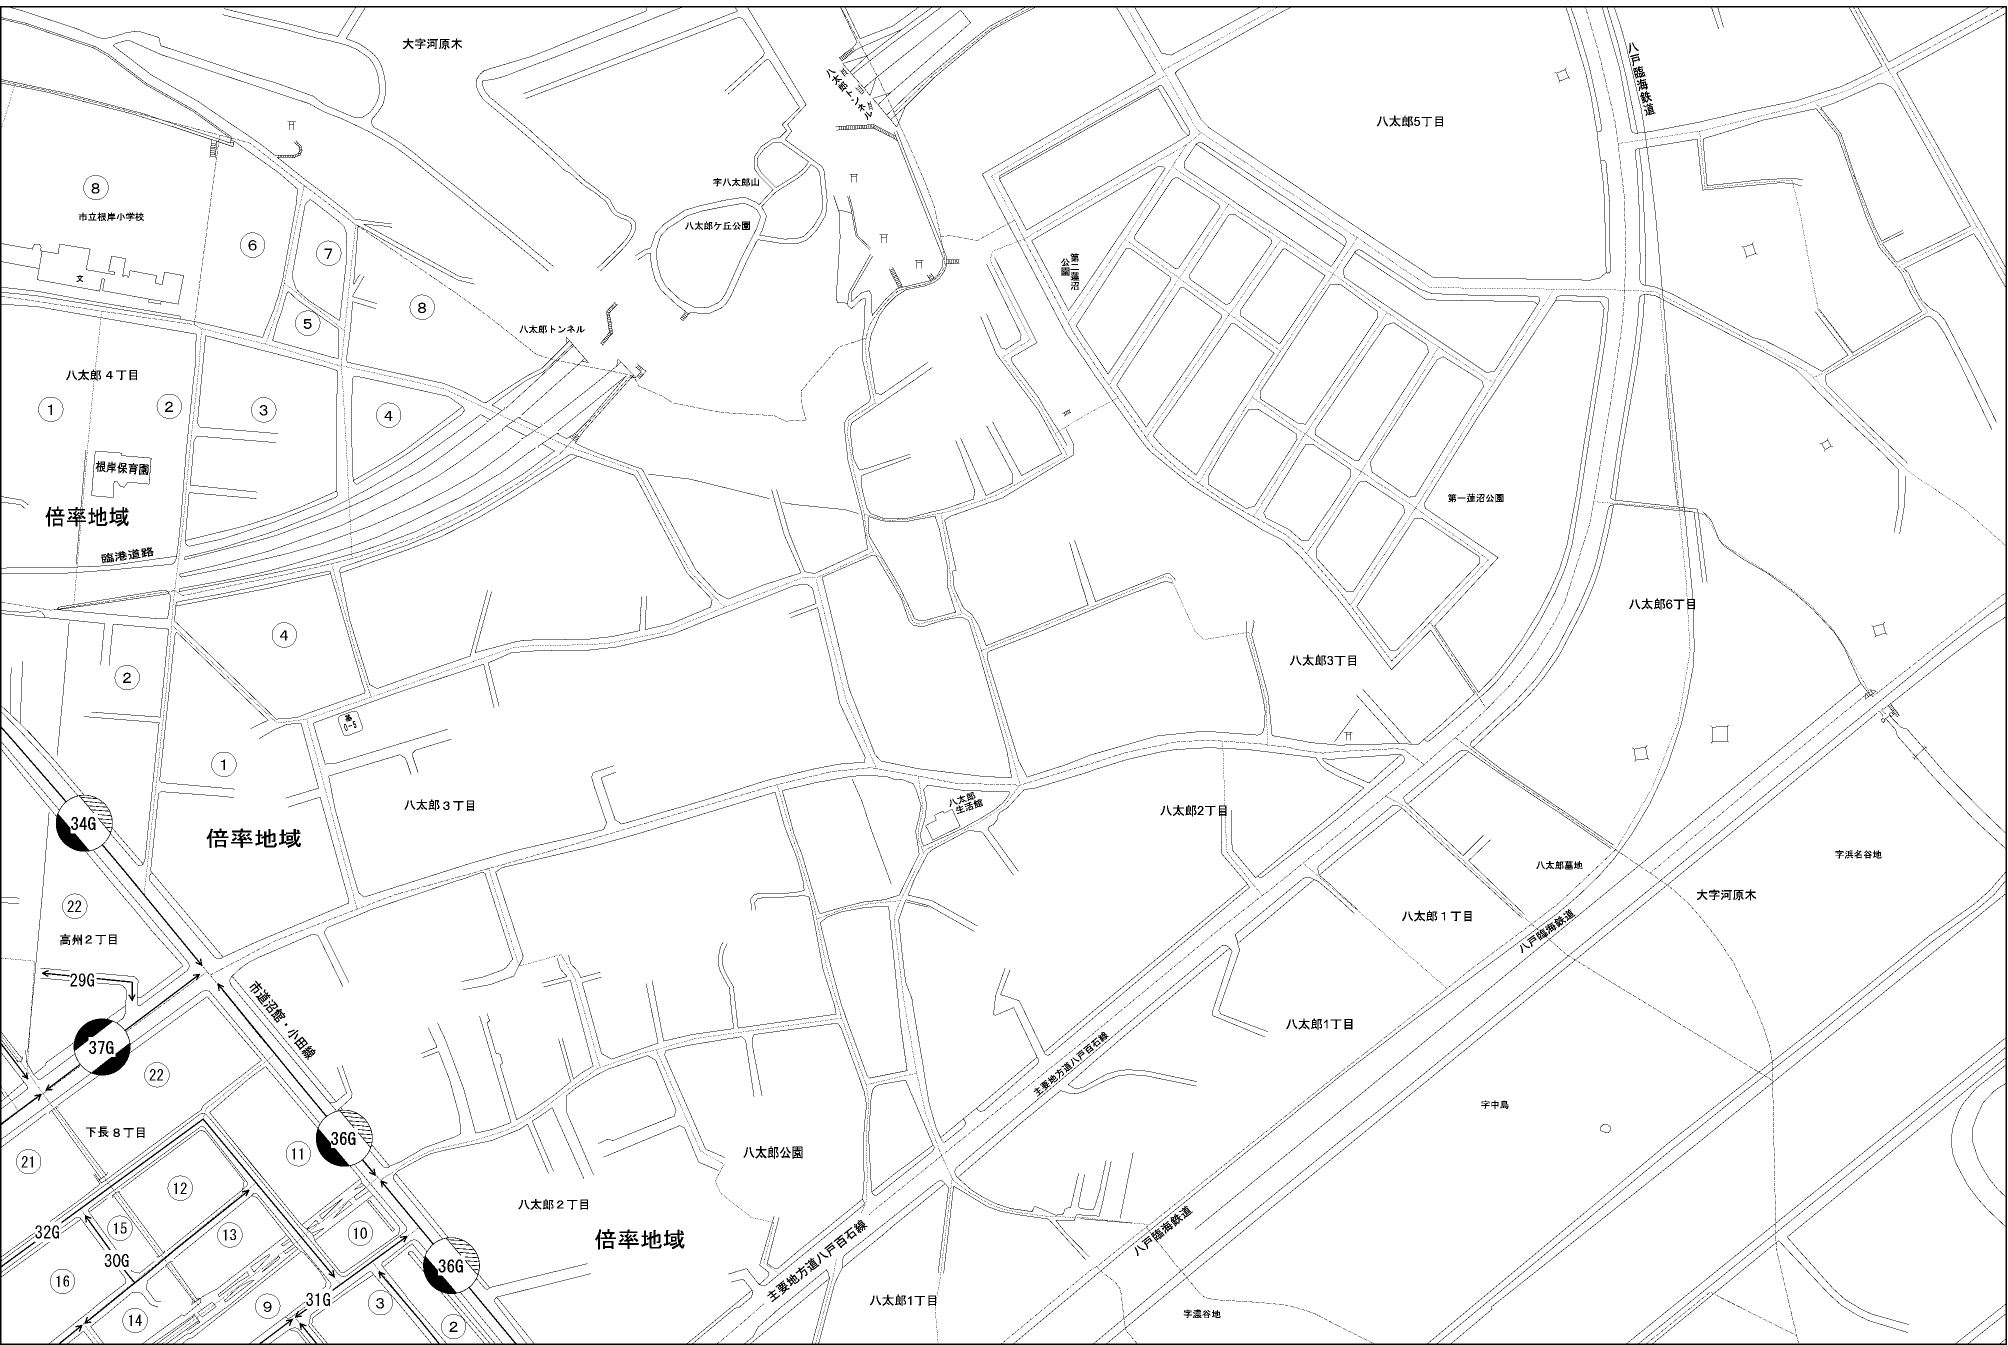 大字河原木
八戸臨海鉄道
八太郎トンネル
八太郎5丁目
⑧
市立根岸小学校
文
⑥
⑦
字八太郎山
八太郎ケ丘公園
第二蓮沼
公園
⑤
⑧
八太郎トンネル
八太郎４丁目
①
②
③
④
根岸保育園
倍率地域
臨港道路
第一蓮沼公園
八太郎6丁目
④
②
八太郎3丁目
①
八太郎３丁目
八太郎
生活館
八太郎2丁目
34G
倍率地域
八太郎墓地
字浜名谷地
大字河原木
八太郎１丁目
八戸臨海鉄道
22
高州２丁目
29G
市道沼館・小田線
37G
22
八太郎1丁目
主要地方道八戸百石線
字中島
下長８丁目
36G
11
21
12
八太郎公園
八太郎２丁目
倍率地域
15
13
10
32G
30G
36G
主要地方道八戸百石線
八戸臨海鉄道
16
14
⑨
31G
③
②
八太郎1丁目
字濃谷地